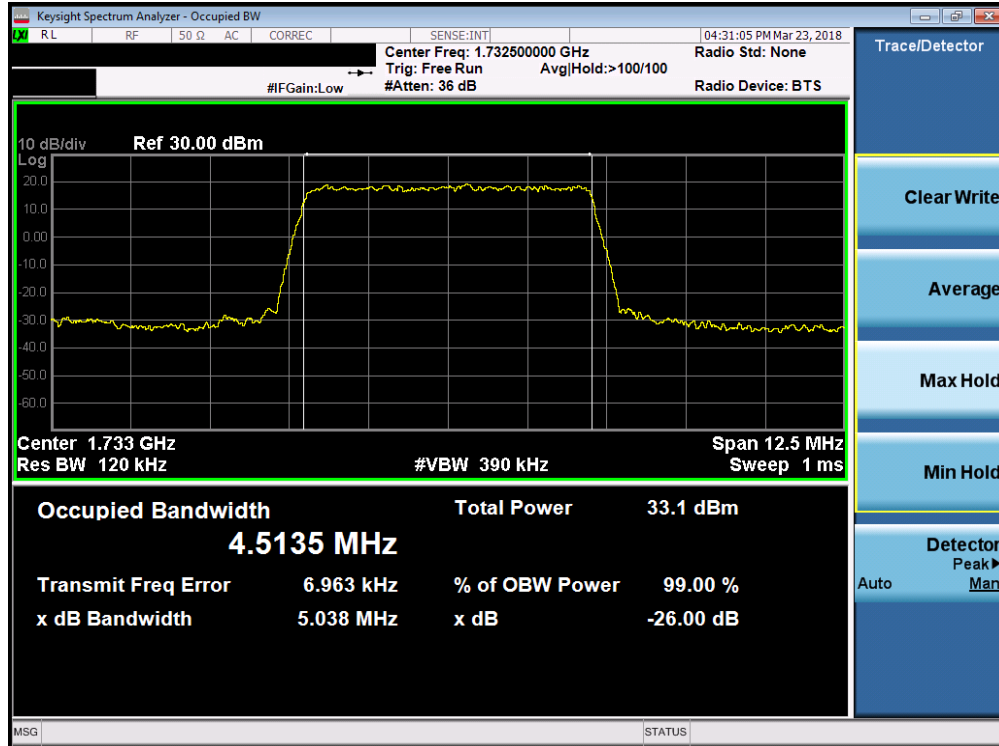 Keysight Spectrum Analyzer - Occupied BW
LXI RL RF 50 Ω AC CORREC SENSE:INT 04:31:05 PM Mar 23, 2018
Center Freq: 1.732500000 GHz Radio Std: None
Trig: Free Run Avg|Hold:>100/100
#IFGain:Low #Atten: 36 dB Radio Device: BTS
10 dB/div Ref 30.00 dBm
Log
20.0
10.0
0.00
-10.0
-20.0
-30.0
-40.0
-50.0
-60.0
Center 1.733 GHz Span 12.5 MHz
Res BW 120 kHz #VBW 390 kHz Sweep 1 ms
Occupied Bandwidth Total Power 33.1 dBm
4.5135 MHz
Transmit Freq Error 6.963 kHz % of OBW Power 99.00 %
x dB Bandwidth 5.038 MHz x dB -26.00 dB
MSG STATUS
Trace/Detector
Clear Write
Average
Max Hold
Min Hold
Detector
Peak▶
Auto Man